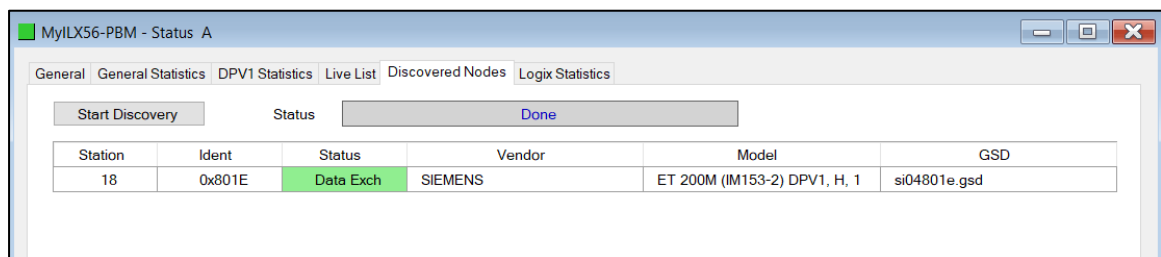 MyILX56-PBM - Status A
General General Statistics DPV1 Statistics Live List Discovered Nodes Logix Statistics
Start Discovery Status Done
Station Ident Status Vendor Model GSD
18 0x801E Data Exch SIEMENS ET 200M (IM153-2) DPV1, H, 1 si04801e.gsd